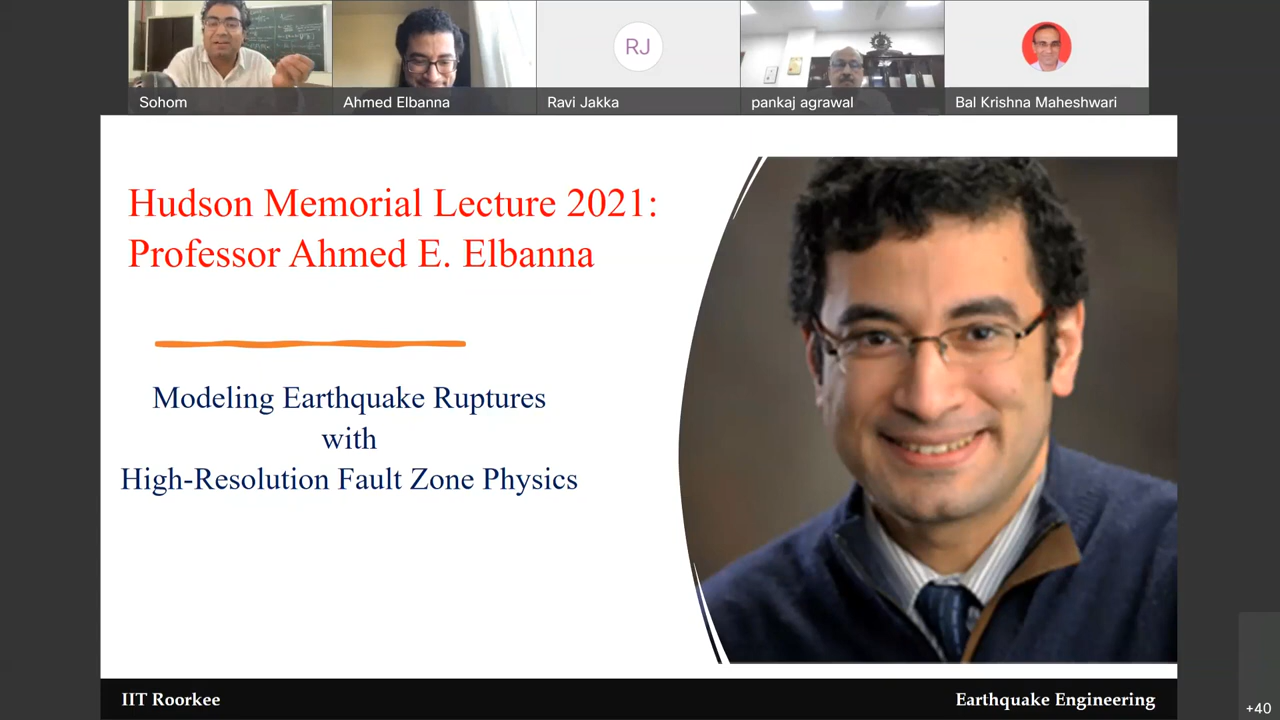 Sohom
Ahmed Elbanna
RJ
Ravi Jakka
pankaj agrawal
Bal Krishna Maheshwari
Hudson Memorial Lecture 2021:
Professor Ahmed E. Elbanna
Modeling Earthquake Ruptures
with
High-Resolution Fault Zone Physics
IIT Roorkee
Earthquake Engineering
+40